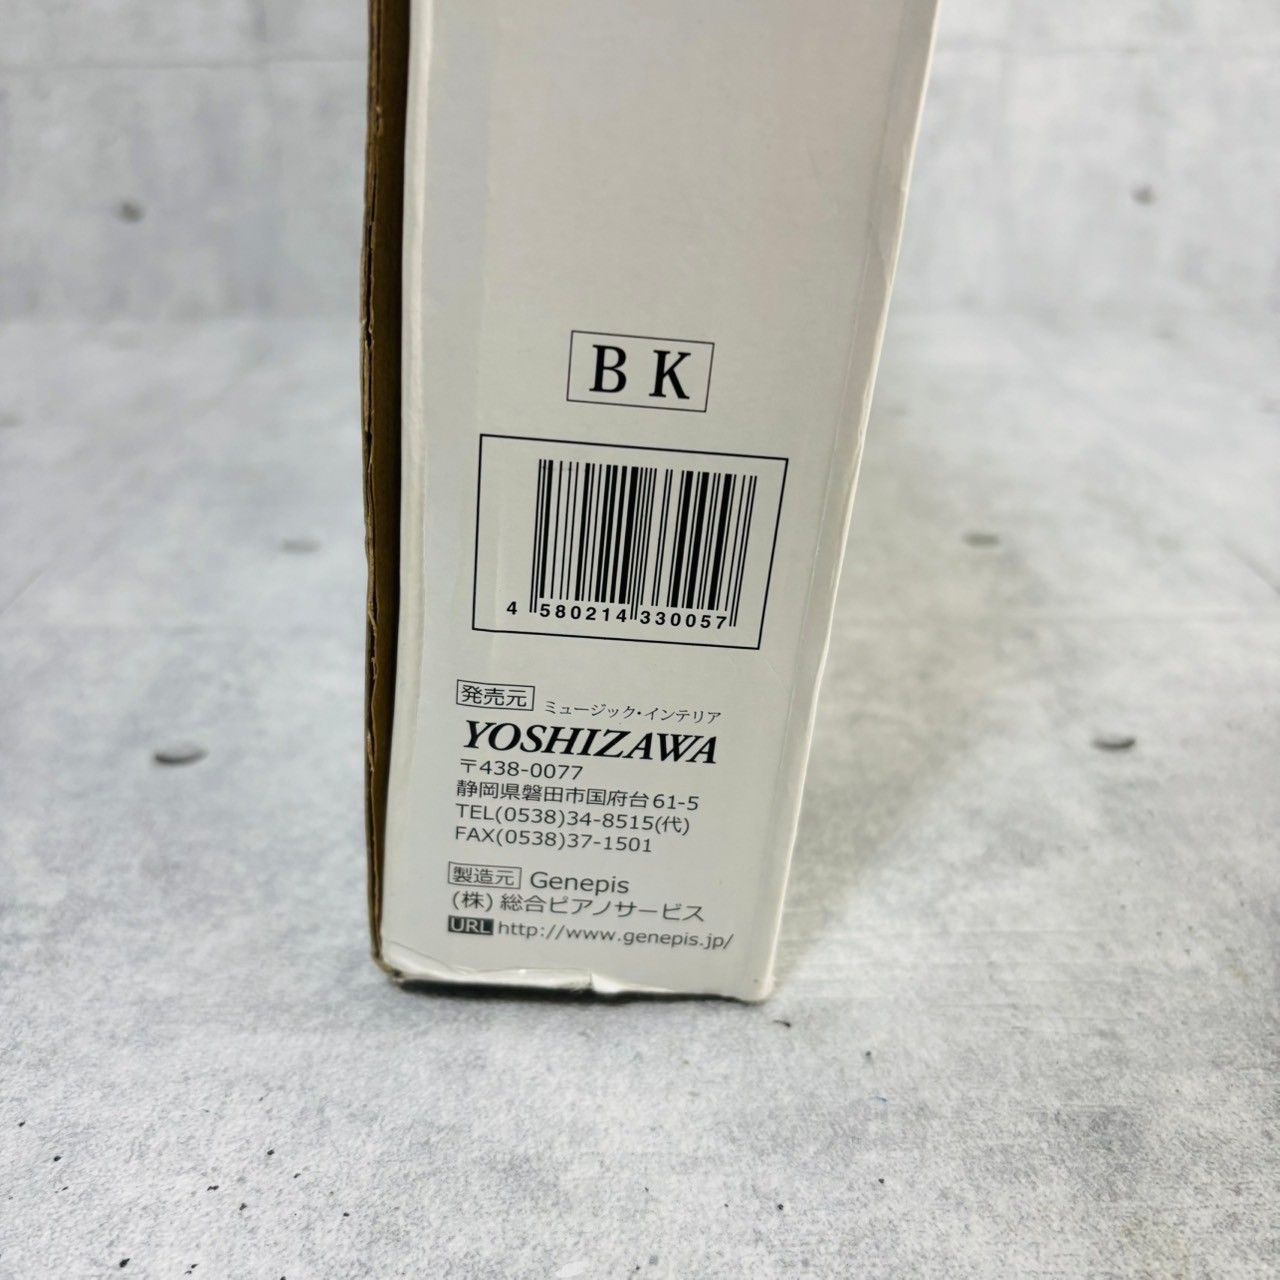 BK
4 580214 330057
発売元 ミュージック・インテリア
YOSHIZAWA
〒438-0077
静岡県磐田市国府台61-5
TEL(0538)34-8515(代)
FAX(0538)37-1501
製造元 Genepis
(株)総合ピアノサービス
URL http://www.genepis.jp/